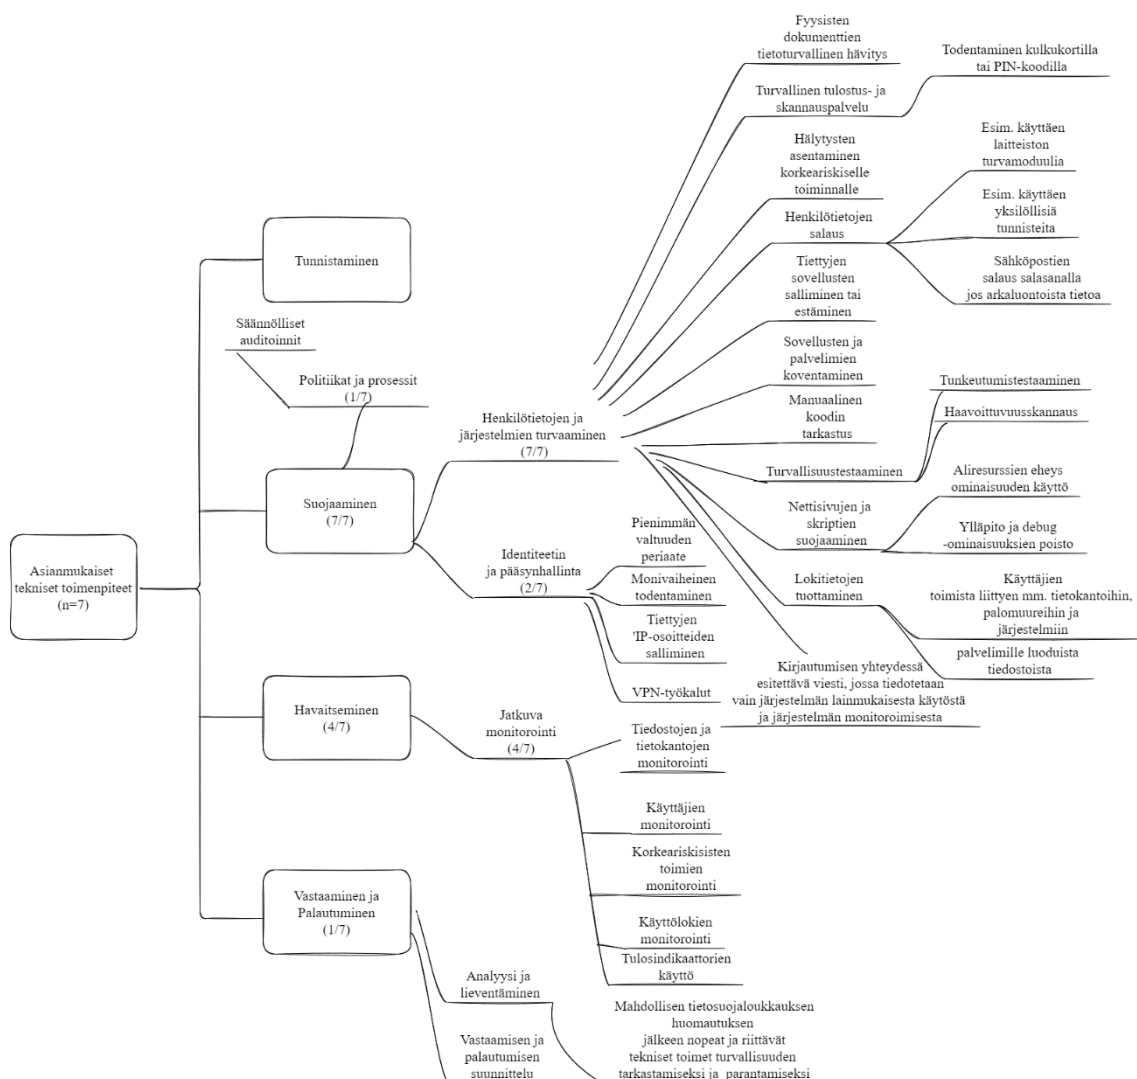 Asianmukaiset
tekniset toimenpiteet
(n=7)
Tunnistaminen
Säännölliset
auditoinnit
Politiikat ja prosessit
(1/7)
Suojaaminen
(7/7)
Henkilötietojen ja
järjestelmien turvaaminen
(7/7)
Fyysisten
dokumenttien
tietoturvallinen hävitys
Turvallinen tulostus- ja
skannauspalvelu
Todentaminen kulkukortilla
tai PIN-koodilla
Hälytysten
asentaminen
korkeariskiselle
toiminnalle
Henkilötietojen
salaus
Esim. käyttäen
laitteiston
turvamoduulia
Esim. käyttäen
yksilöllisiä
tunnisteita
Sähköpostien
salaus salasanalla
jos arkaluontoista tietoa
Tiettyjen
sovellusten
salliminen tai
estäminen
Sovellusten ja
palvelimien
koventaminen
Manuaalinen
koodin
tarkastus
Turvallisuustestaaminen
Tunkeutumistestaaminen
Haavoittuvuusskannaus
Nettisivujen ja
skriptien
suojaaminen
Aliresurssien eheys
ominaisuuden käyttö
Ylläpito ja debug
-ominaisuuksien poisto
Lokitietojen
tuottaminen
Käyttäjien
toimista liittyen mm. tietokantoihin,
palomuureihin ja
järjestelmiin
palvelimille luoduista
tiedostoista
Kirjautumisen yhteydessä
esitettävä viesti, jossa tiedotetaan
vain järjestelmän lainmukaisesta käytöstä
ja järjestelmän monitoroimisesta
Identiteetin
ja pääsynhallinta
(2/7)
Pienimmän
valtuuden
periaate
Monivaiheinen
todentaminen
Tiettyjen
'IP-osoitteiden
salliminen
VPN-työkalut
Havaitseminen
(4/7)
Jatkuva
monitorointi
(4/7)
Tiedostojen ja
tietokantojen
monitorointi
Käyttäjien
monitorointi
Korkeariskisisten
toimien
monitorointi
Käyttölokien
monitorointi
Tulosindikaattorien
käyttö
Vastaaminen ja
Palautuminen
(1/7)
Analyysi ja
lieventäminen
Mahdollisen tietosuojaloukkauksen
huomautuksen
jälkeen nopeat ja riittävät
tekniset toimet turvallisuuden
tarkastamiseksi ja parantamiseksi
Vastaamisen ja
palautumisen
suunnittelu